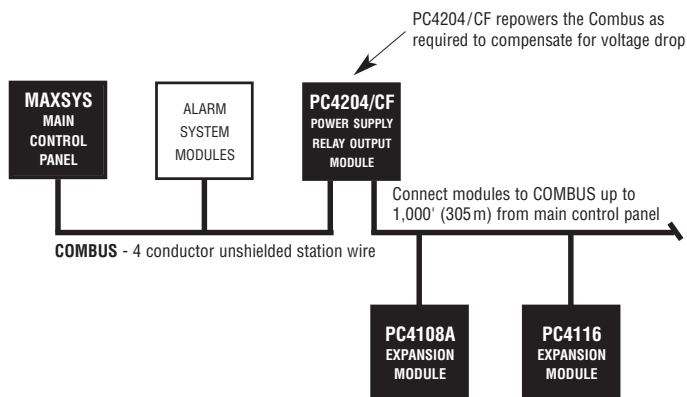 PC4204/CF repowers the Combus as
required to compensate for voltage drop
MAXSYS
MAIN
CONTROL
PANEL
ALARM
SYSTEM
MODULES
PC4204/CF
POWER SUPPLY
RELAY OUTPUT
MODULE
Connect modules to COMBUS up to
1,000' (305m) from main control panel
COMBUS - 4 conductor unshielded station wire
PC4108A
EXPANSION
MODULE
PC4116
EXPANSION
MODULE